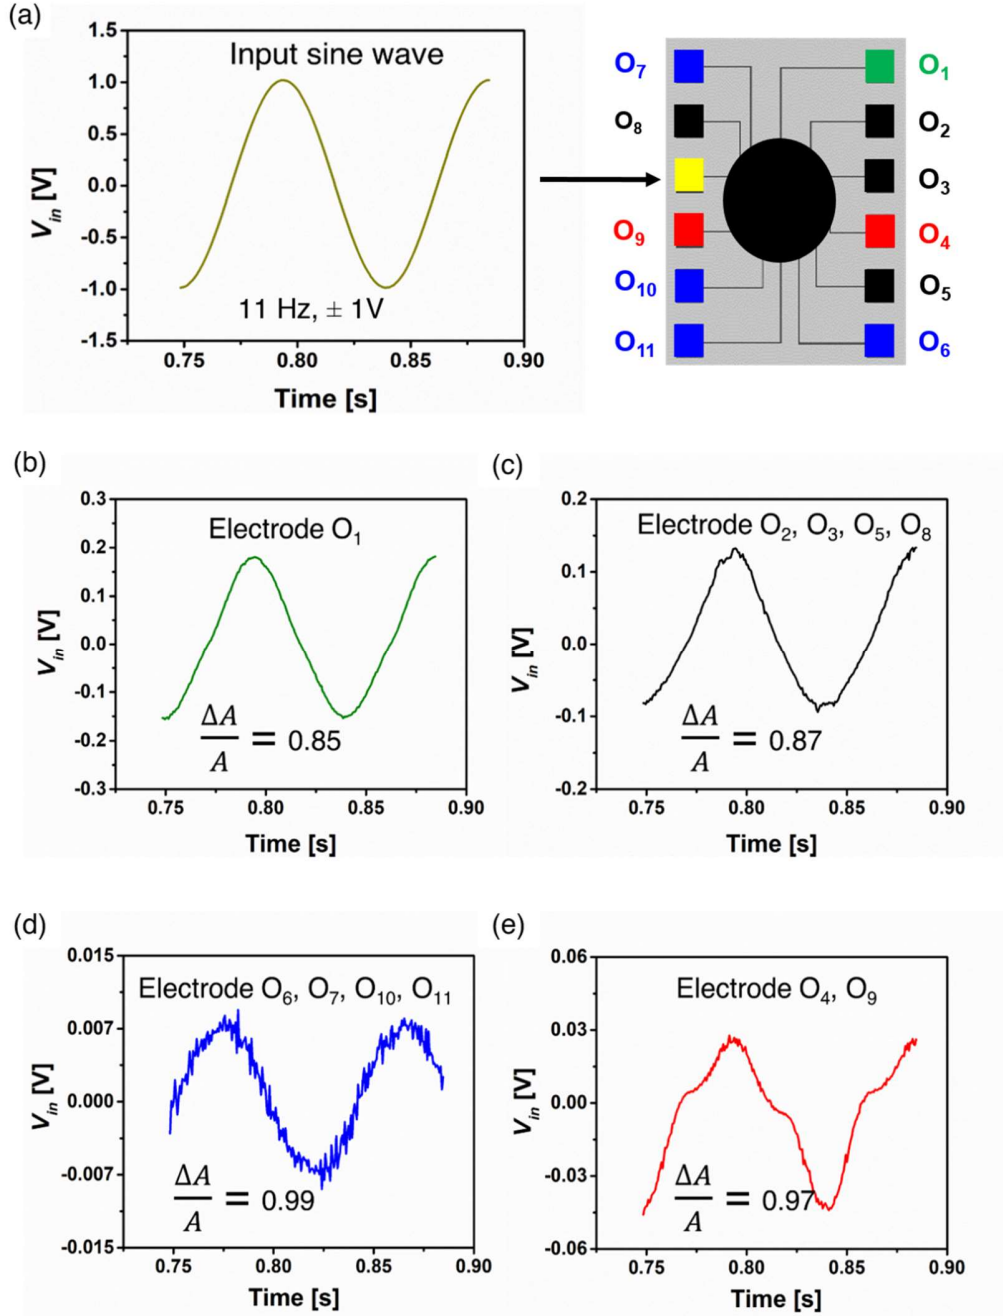 (a)
Input sine wave
11 Hz, ± 1V
V_in [V]
1.5
1.0
0.5
0.0
-0.5
-1.0
-1.5
0.75 0.80 0.85 0.90
Time [s]
O7 O1
O8 O2
O3
O9 O4
O10 O5
O11 O6
(b)
Electrode O1
V_in [V]
0.3
0.2
0.1
0.0
-0.1
-0.2
-0.3
ΔA/A = 0.85
0.75 0.80 0.85 0.90
Time [s]
(c)
Electrode O2, O3, O5, O8
V_in [V]
0.2
0.1
0.0
-0.1
-0.2
ΔA/A = 0.87
0.75 0.80 0.85 0.90
Time [s]
(d)
Electrode O6, O7, O10, O11
V_in [V]
0.015
0.007
0.000
-0.007
-0.015
ΔA/A = 0.99
0.75 0.80 0.85 0.90
Time [s]
(e)
Electrode O4, O9
V_in [V]
0.06
0.03
0.00
-0.03
-0.06
ΔA/A = 0.97
0.75 0.80 0.85 0.90
Time [s]